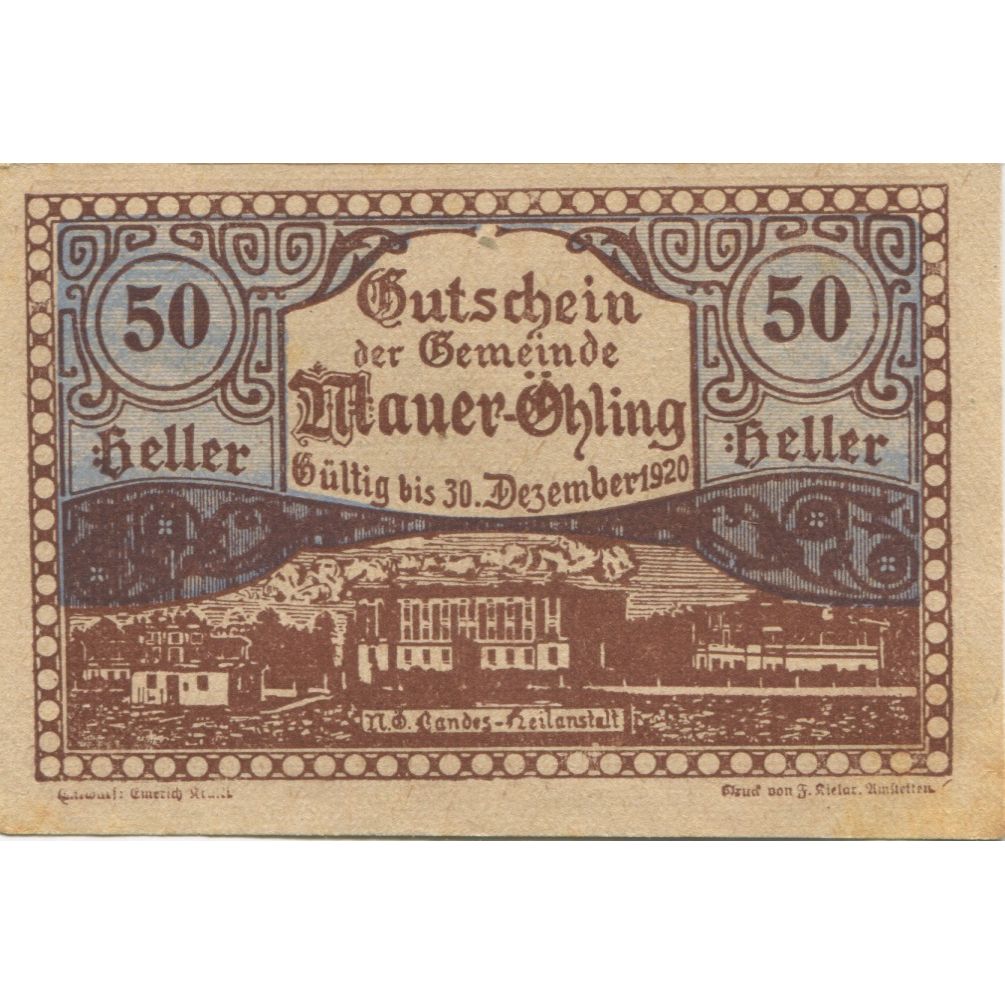 Gutschein
der Gemeinde
Mauer-Öhling
Gültig bis 30. Dezember 1920
50
Heller
50
Heller
N.Ö. Landes-Heilanstalt
Entwurf: Emerich
Druck von F. Kielar. Amstetten.